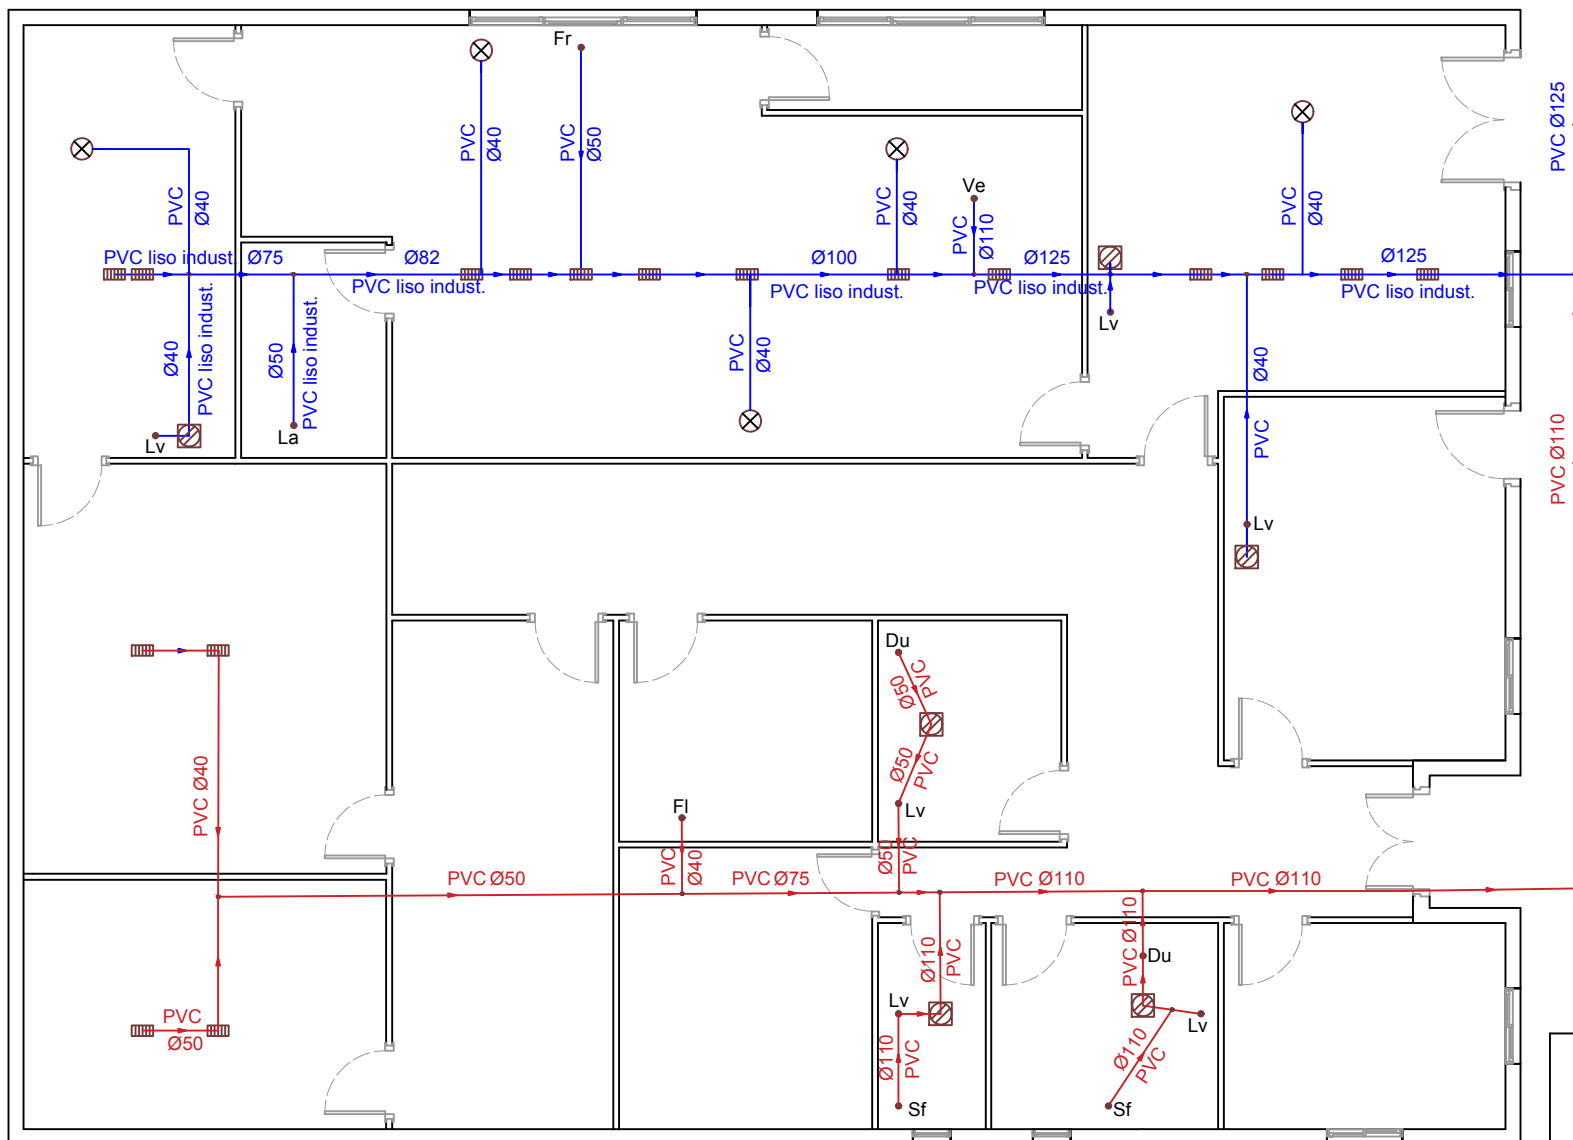 Fr
PVC
Ø40
PVC
Ø50
PVC Ø125
PVC
Ø40
PVC
Ø40
Ve
PVC
Ø110
PVC
Ø40
PVC liso indust.
Ø75
Ø82
PVC liso indust.
Ø100
PVC liso indust.
Ø125
PVC liso indust.
Ø125
PVC liso indust.
Ø40
PVC liso indust.
Ø50
PVC liso indust.
PVC
Ø40
Lv
Ø40
PVC
Lv
La
PVC Ø110
Lv
Du
Ø50
PVC
Ø50
PVC
Lv
PVC Ø40
Fl
PVC
Ø40
Ø50
PVC
PVC Ø50
PVC Ø75
PVC Ø110
PVC Ø110
Ø110
PVC
PVC Ø110
Du
Lv
Lv
PVC
Ø50
Ø110
PVC
Ø110
PVC
Sf
Sf